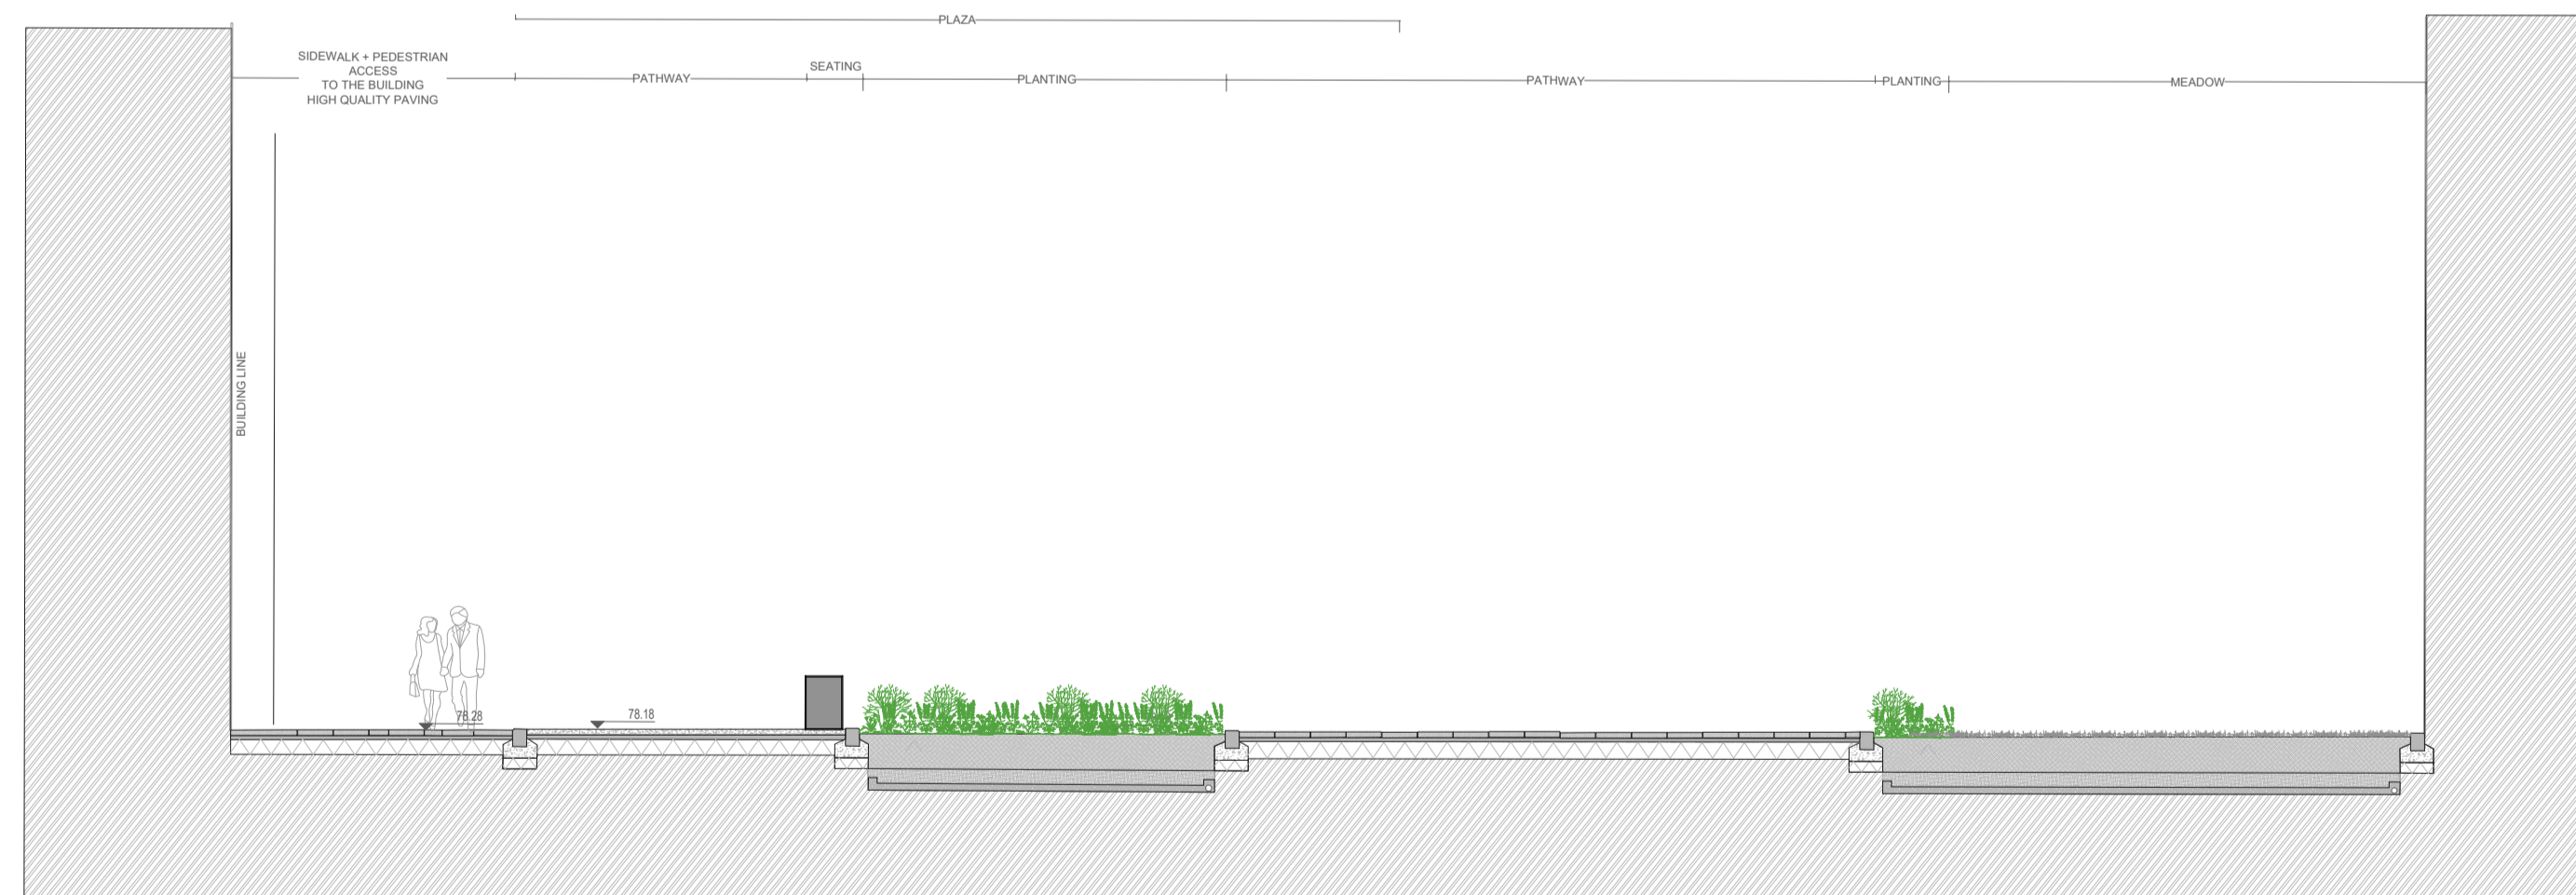 PLAZA
SIDEWALK + PEDESTRIAN
ACCESS
TO THE BUILDING
HIGH QUALITY PAVING
PATHWAY
SEATING
PLANTING
PATHWAY
PLANTING
MEADOW
BUILDING LINE
78.28
78.18